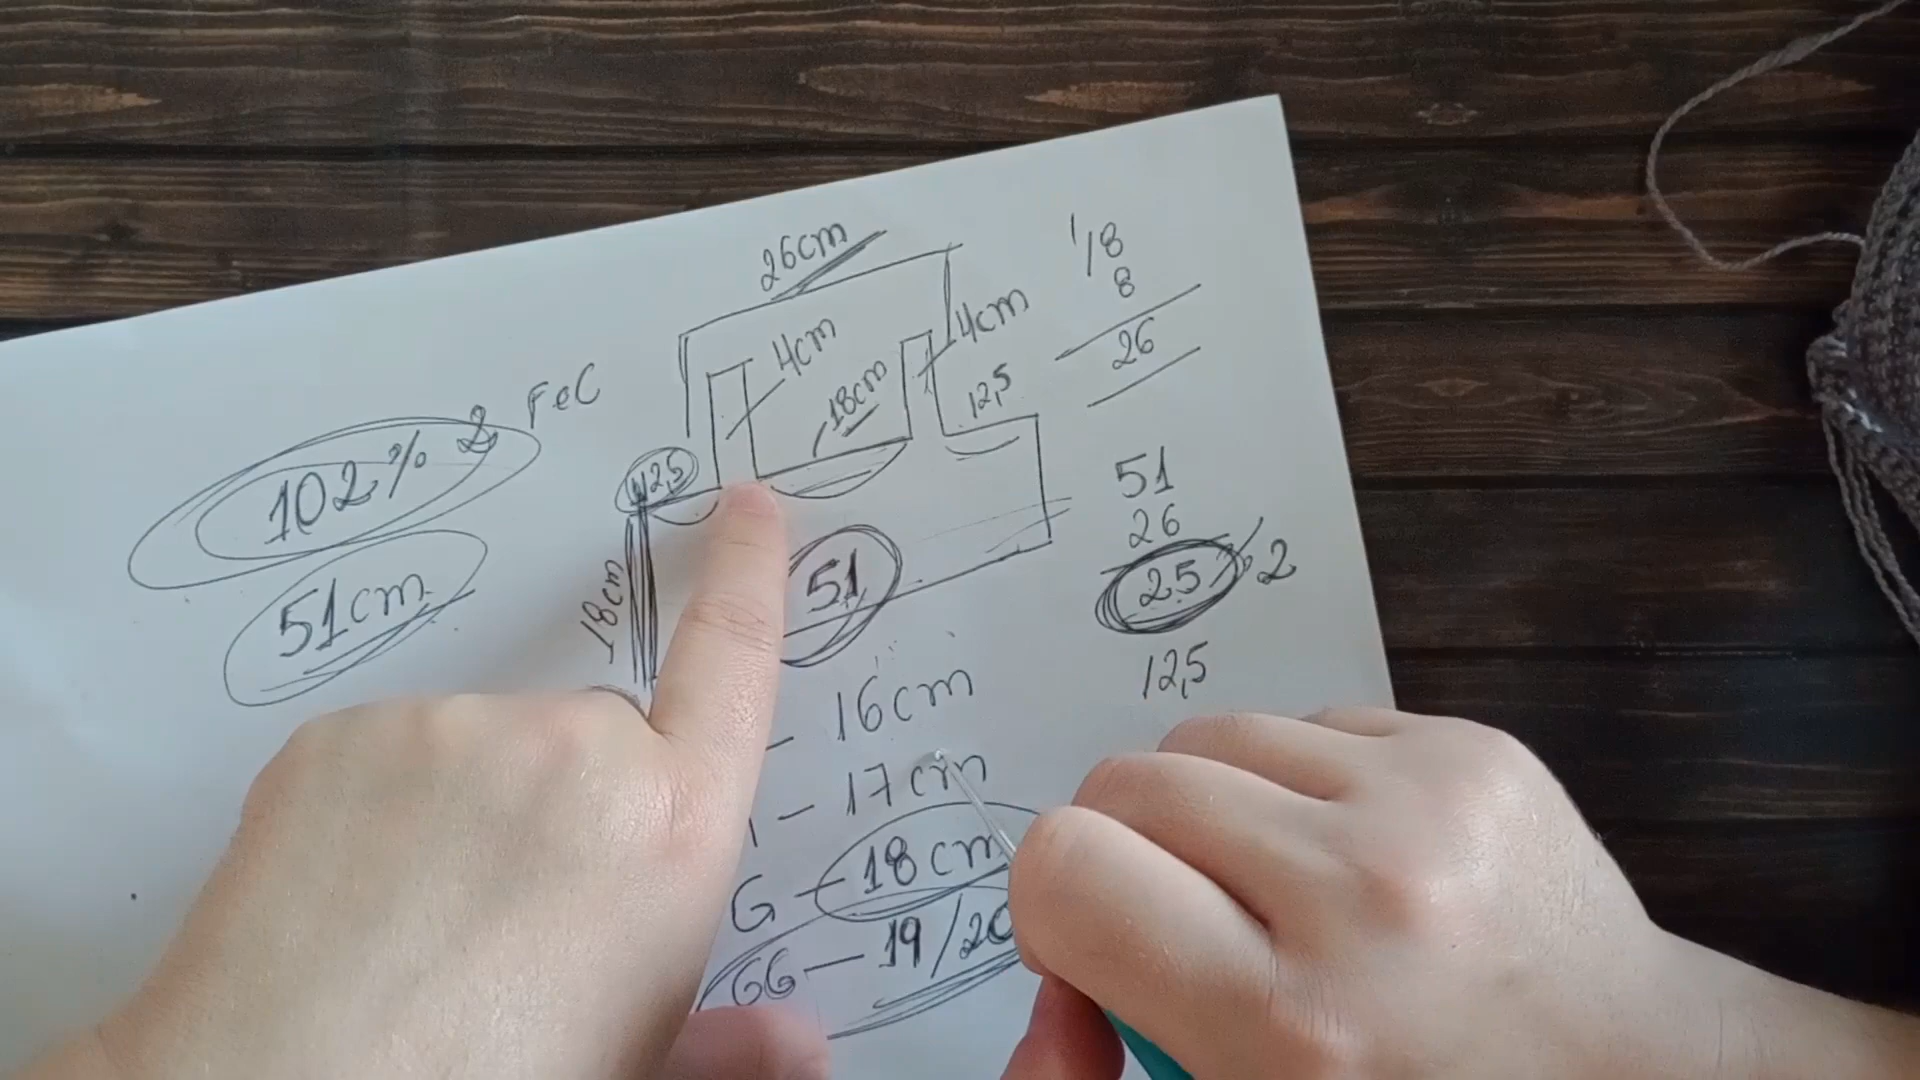 26cm
4cm
4cm
18cm
12,5
12,5
18cm
51
FeC
102% 2
51cm
18
8
26
51
26
25 2
12,5
— 16cm
— 17cm
G — 18cm
GG — 19/20